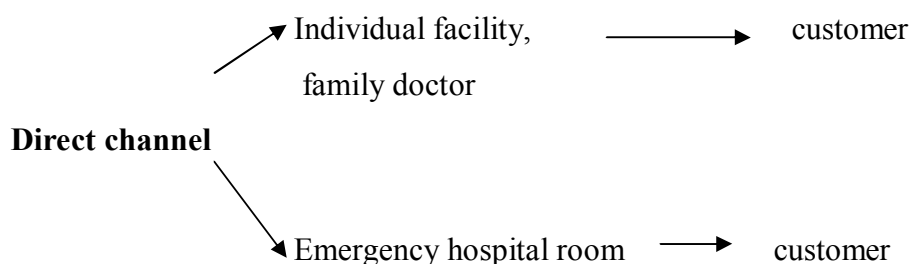 Individual facility, customer
family doctor
Direct channel
Emergency hospital room customer